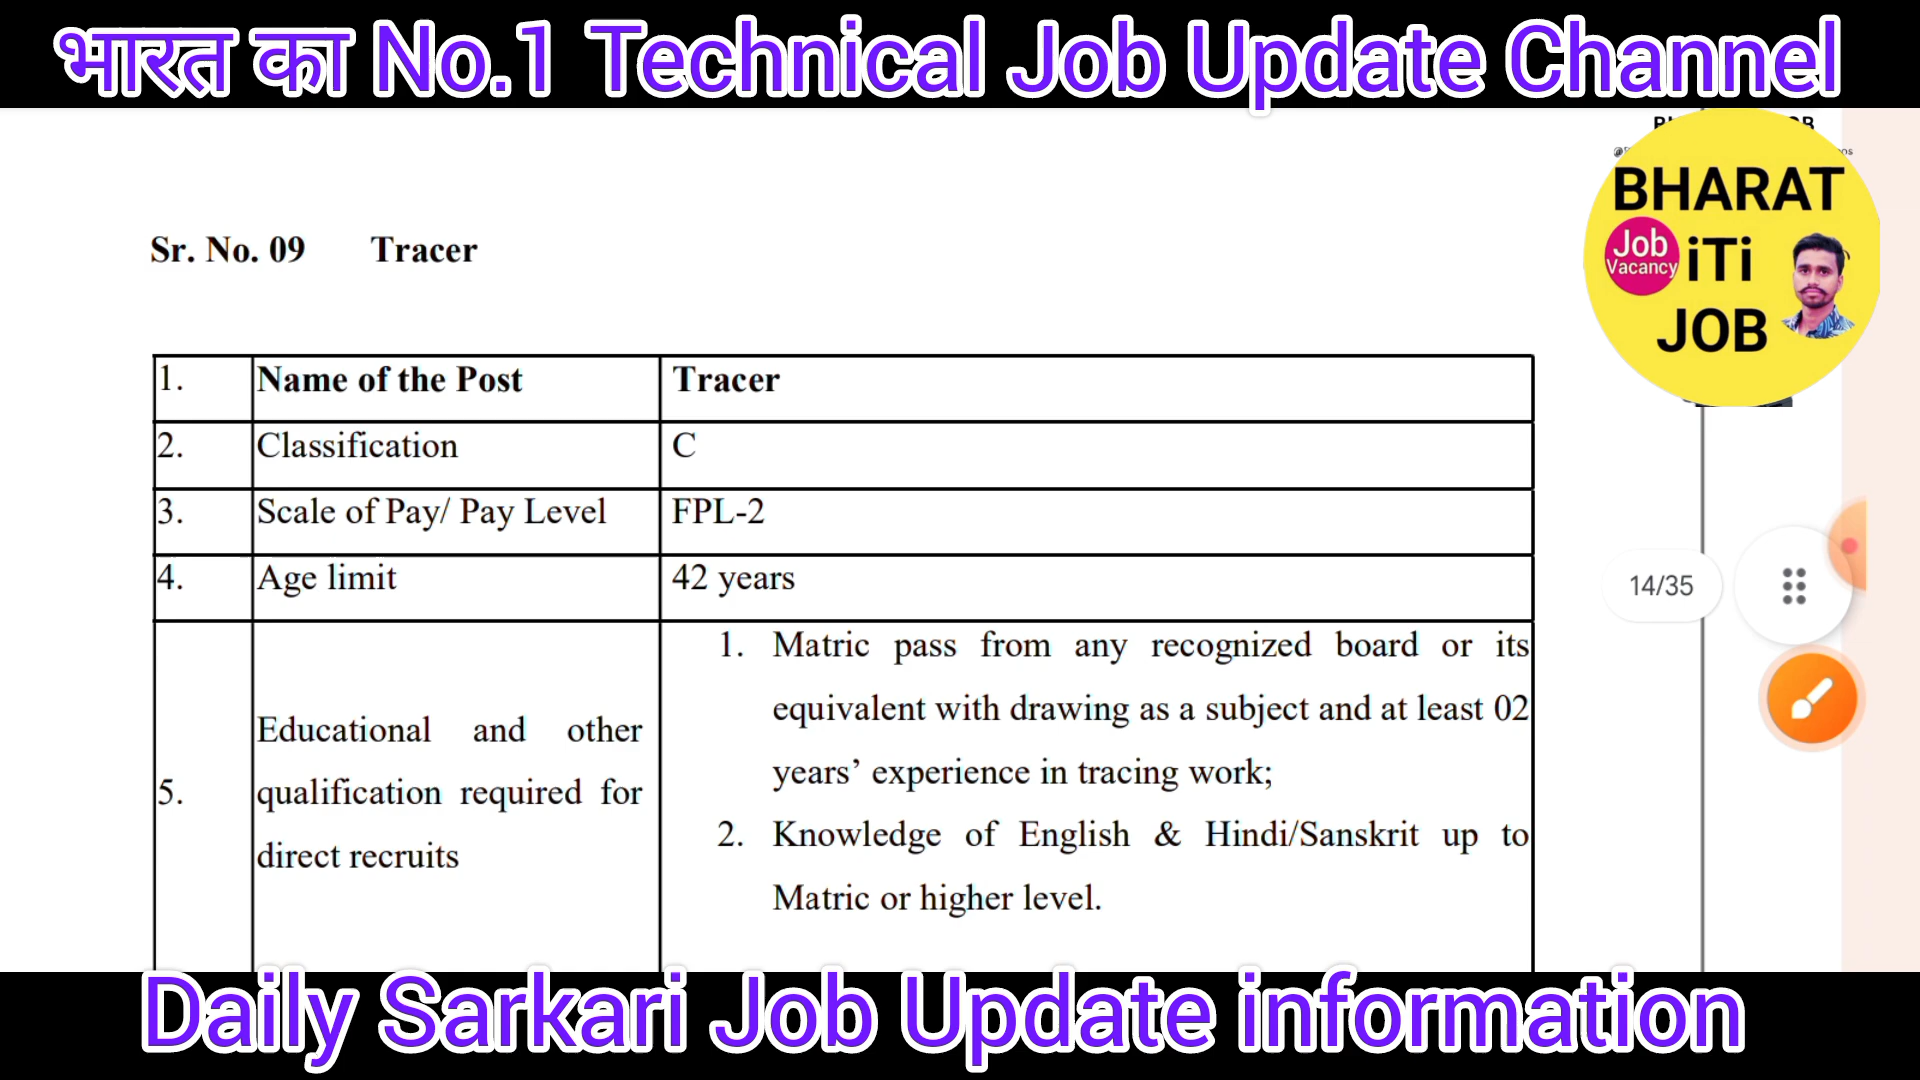 भारत का No.1 Technical Job Update Channel
BHARAT
Job
Vacancy
iTi
JOB
Sr. No. 09 Tracer
1. Name of the Post Tracer
2. Classification C
3. Scale of Pay/ Pay Level FPL-2
4. Age limit 42 years
5. Educational and other
qualification required for
direct recruits
1. Matric pass from any recognized board or its
equivalent with drawing as a subject and at least 02
years’ experience in tracing work;
2. Knowledge of English & Hindi/Sanskrit up to
Matric or higher level.
14/35
Daily Sarkari Job Update information